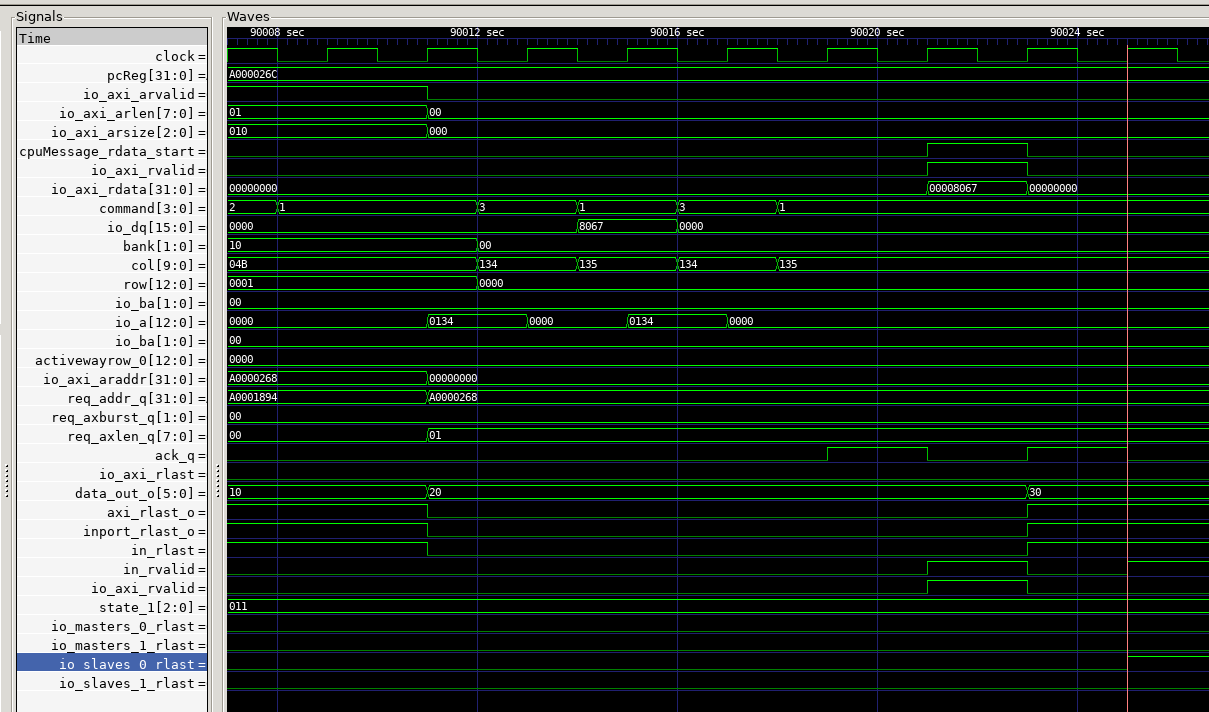 Signals Waves
Time 90008 sec 90012 sec 90016 sec 90020 sec 90024 sec
clock =
pcReg[31:0] = A000026C
io_axi_arvalid =
io_axi_arlen[7:0] = 01 00
io_axi_arsize[2:0] = 010 000
cpuMessage_rdata_start =
io_axi_rvalid =
io_axi_rdata[31:0] = 00000000 00008067 00000000
command[3:0] = 2 1 3 1 3 1
io_dq[15:0] = 0000 8067 0000
bank[1:0] = 10 00
col[9:0] = 04B 134 135 134 135
row[12:0] = 0001 0000
io_ba[1:0] = 00
io_a[12:0] = 0000 0134 0000 0134 0000
io_ba[1:0] = 00
activewayrow_0[12:0] = 0000
io_axi_araddr[31:0] = A0000268 00000000
req_addr_q[31:0] = A0001894 A0000268
req_axburst_q[1:0] = 00
req_axlen_q[7:0] = 00 01
ack_q =
io_axi_rlast =
data_out_o[5:0] = 10 20 30
axi_rlast_o =
inport_rlast_o =
in_rlast =
in_rvalid =
io_axi_rvalid =
state_1[2:0] = 011
io_masters_0_rlast =
io_masters_1_rlast =
io_slaves_0_rlast =
io_slaves_1_rlast =